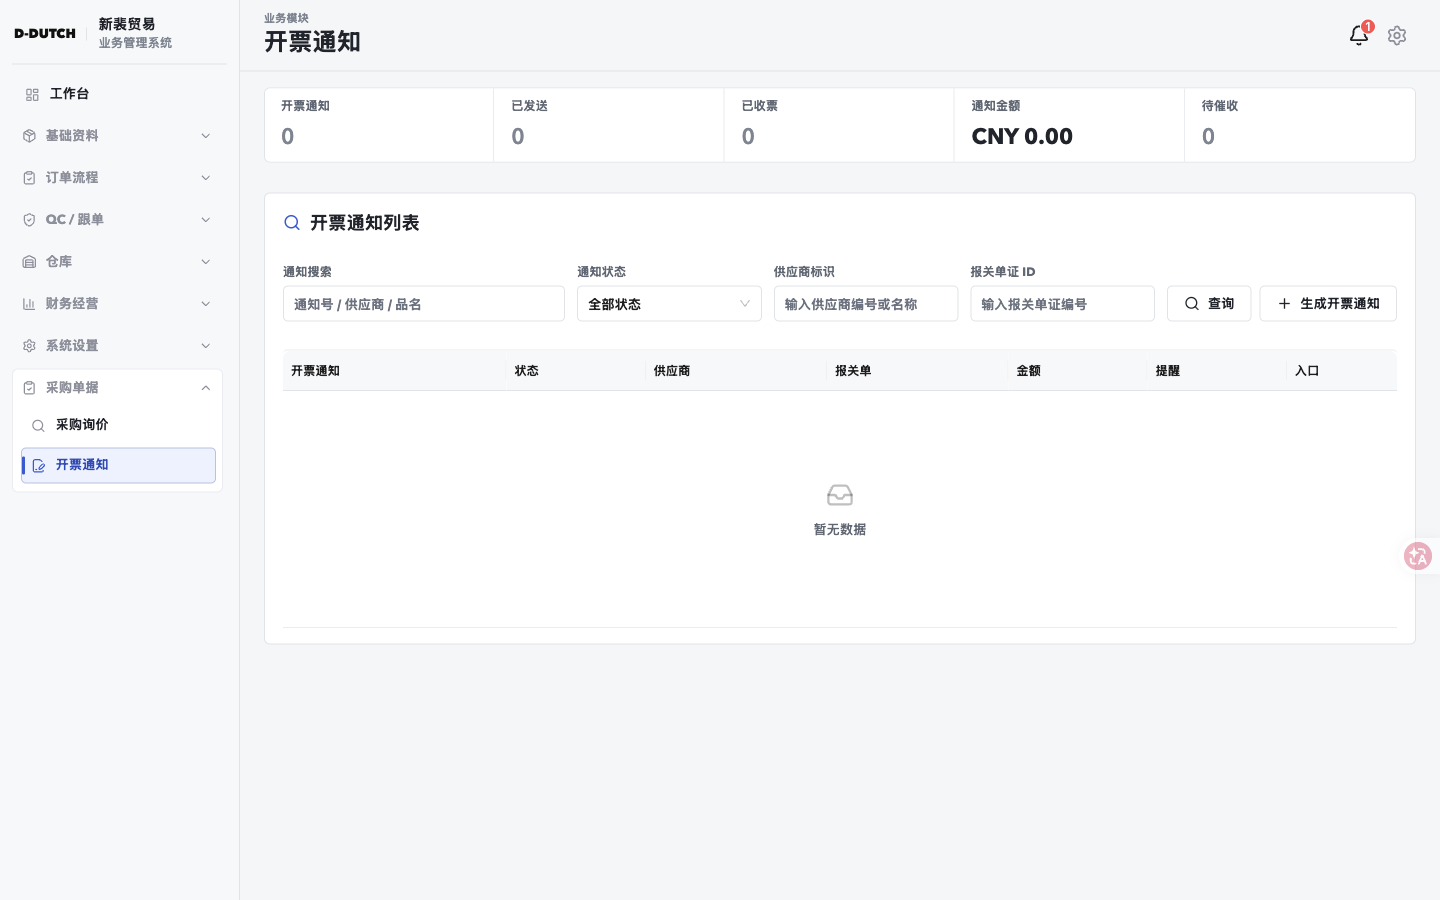 D-DUTCH
新裴贸易
业务管理系统
工作台
基础资料
订单流程
QC / 跟单
仓库
财务经营
系统设置
采购单据
采购询价
开票通知
业务模块
开票通知
1
开票通知
0
已发送
0
已收票
0
通知金额
CNY 0.00
待催收
0
开票通知列表
通知搜索
通知状态
供应商标识
报关单证 ID
通知号 / 供应商 / 品名
全部状态
输入供应商编号或名称
输入报关单证编号
查询
生成开票通知
开票通知
状态
供应商
报关单
金额
提醒
入口
暂无数据